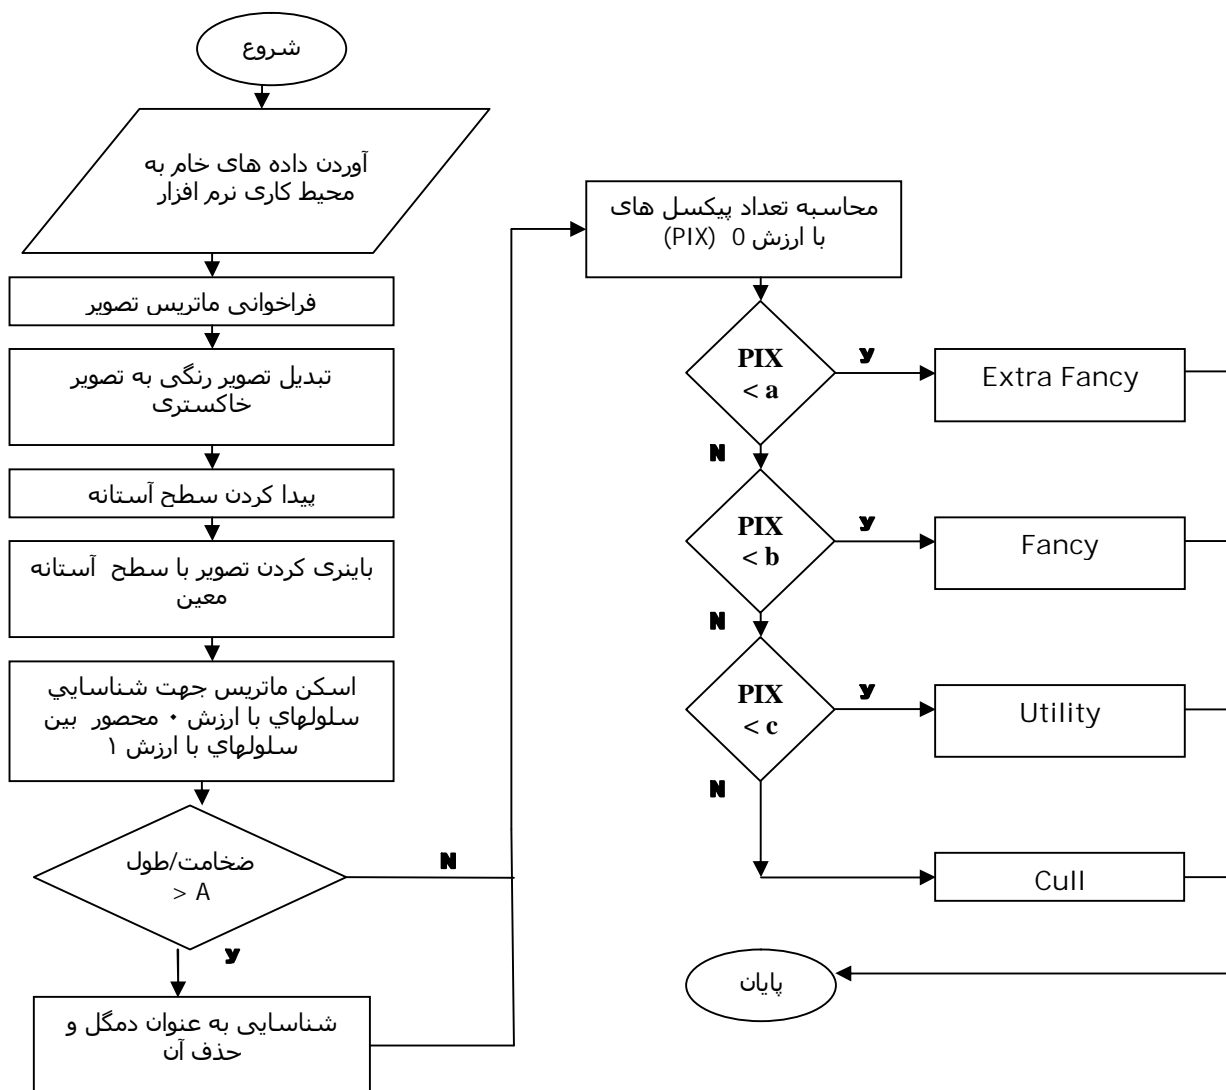 شروع
آوردن داده های خام به
محیط کاری نرم افزار
فراخوانی ماتریس تصویر
تبدیل تصویر رنگی به تصویر
خاکستری
پیدا کردن سطح آستانه
باینری کردن تصویر با سطح آستانه
معین
اسکن ماتریس جهت شناسايي
سلولهاي با ارزش ۰ محصور بین
سلولهاي با ارزش ۱
ضخامت/طول
> A
N
y
شناسایی به عنوان دمگل و
حذف آن
محاسبه تعداد پیکسل های
با ارزش 0 (PIX)
PIX
< a
y
Extra Fancy
N
PIX
< b
y
Fancy
N
PIX
< c
y
Utility
N
Cull
پایان